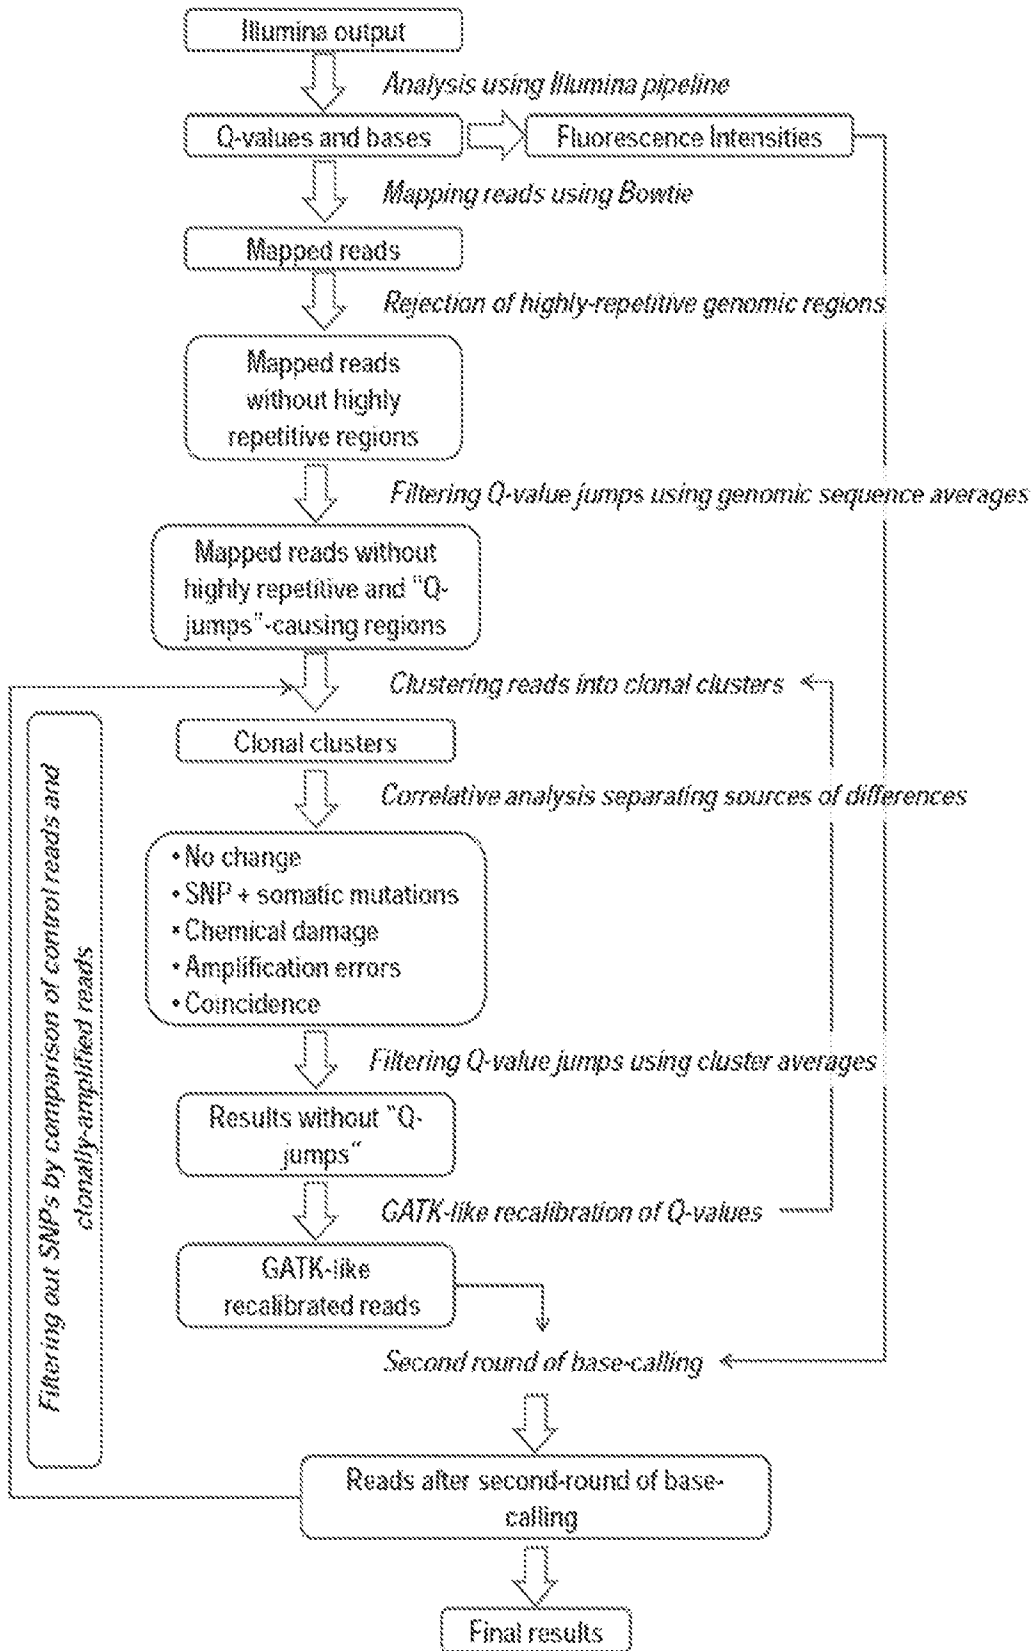 Illumina output
Analysis using Illumina pipeline
Q-values and bases
Fluorescence Intensities
Mapping reads using Bowtie
Mapped reads
Rejection of highly-repetitive genomic regions
Mapped reads
without highly
repetitive regions
Filtering Q-value jumps using genomic sequence averages
Mapped reads without
highly repetitive and "Q-
jumps"-causing regions
Clustering reads into clonal clusters
Clonal clusters
Correlative analysis separating sources of differences
• No change
• SNP + somatic mutations
• Chemical damage
• Amplification errors
• Coincidence
Filtering Q-value jumps using cluster averages
Results without "Q-
jumps"
GATK-like recalibration of Q-values
GATK-like
recalibrated reads
Second round of base-calling
Reads after second-round of base-
calling
Final results
Filtering out SNPs by comparison of control reads and
clonally-amplified reads